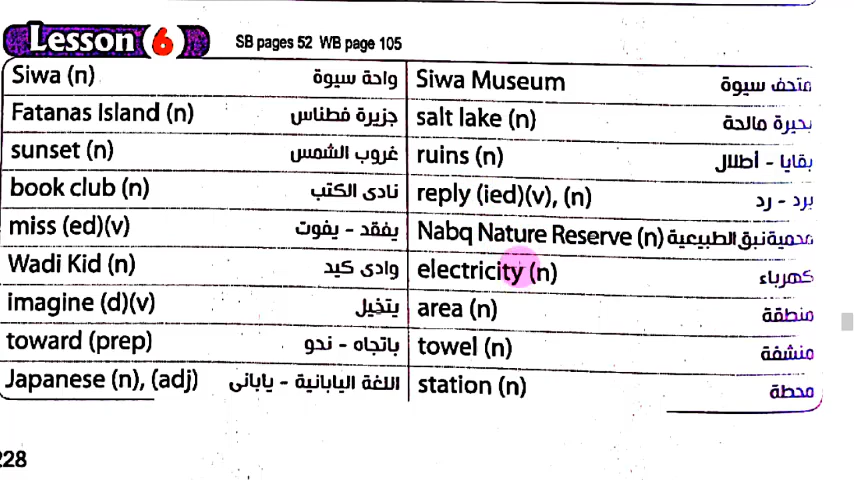 Lesson 6 SB pages 52 WB page 105
Siwa (n) واحة سيوة Siwa Museum متحف سيوة
Fatanas Island (n) جزيرة فطناس salt lake (n) بحيرة مالحة
sunset (n) غروب الشمس ruins (n) بقايا - أطلال
book club (n) نادى الكتب reply (ied)(v), (n) يرد - رد
miss (ed)(v) يفقد - يفوت Nabq Nature Reserve (n) محمية نبق الطبيعية
Wadi Kid (n) وادى كيد electricity (n) كهرباء
imagine (d)(v) يتخيل area (n) منطقة
toward (prep) باتجاه - نحو towel (n) منشفة
Japanese (n), (adj) اللغة اليابانية - يابانى station (n) محطة
228